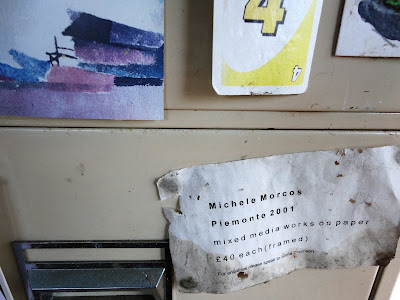 4
4
Michele Morcos
Piemonte 2001
mixed media works on paper
£40 each (framed)